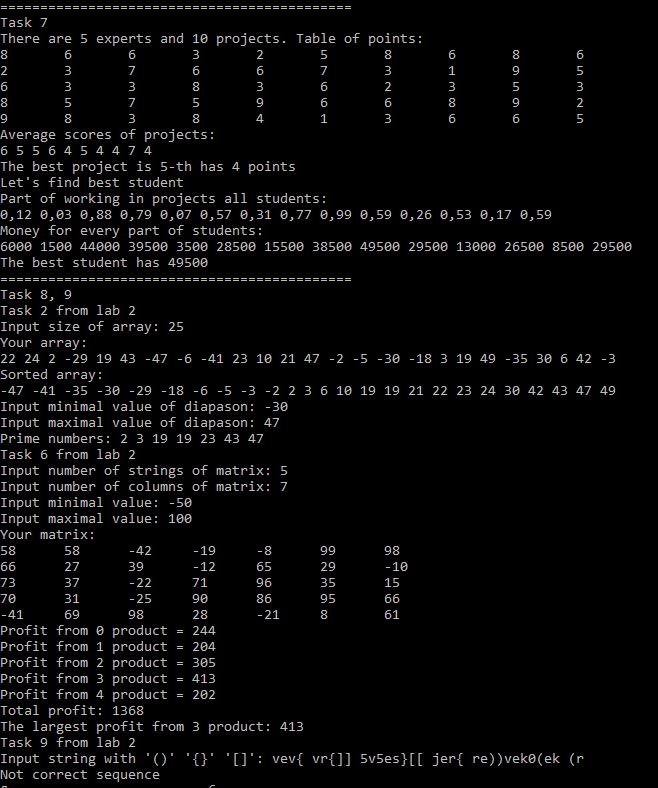 ============================================
Task 7
There are 5 experts and 10 projects. Table of points:
8 6 6 3 2 5 8 6 8 6
2 3 7 6 6 7 3 1 9 5
6 3 3 8 3 6 2 3 5 3
8 5 7 5 9 6 6 8 9 2
9 8 3 8 4 1 3 6 6 5
Average scores of projects:
6 5 5 6 4 5 4 4 7 4
The best project is 5-th has 4 points
Let's find best student
Part of working in projects all students:
0,12 0,03 0,88 0,79 0,07 0,57 0,31 0,77 0,99 0,59 0,26 0,53 0,17 0,59
Money for every part of students:
6000 1500 44000 39500 3500 28500 15500 38500 49500 29500 13000 26500 8500 29500
The best student has 49500
============================================
Task 8, 9
Task 2 from lab 2
Input size of array: 25
Your array:
22 24 2 -29 19 43 -47 -6 -41 23 10 21 47 -2 -5 -30 -18 3 19 49 -35 30 6 42 -3
Sorted array:
-47 -41 -35 -30 -29 -18 -6 -5 -3 -2 2 3 6 10 19 19 21 22 23 24 30 42 43 47 49
Input minimal value of diapason: -30
Input maximal value of diapason: 47
Prime numbers: 2 3 19 19 23 43 47
Task 6 from lab 2
Input number of strings of matrix: 5
Input number of columns of matrix: 7
Input minimal value: -50
Input maximal value: 100
Your matrix:
58 58 -42 -19 -8 99 98
66 27 39 -12 65 29 -10
73 37 -22 71 96 35 15
70 31 -25 90 86 95 66
-41 69 98 28 -21 8 61
Profit from 0 product = 244
Profit from 1 product = 204
Profit from 2 product = 305
Profit from 3 product = 413
Profit from 4 product = 202
Total profit: 1368
The largest profit from 3 product: 413
Task 9 from lab 2
Input string with '()' '{}' '[]': vev{ vr{]] 5v5es}[[ jer{ re))vek0(ek (r
Not correct sequence